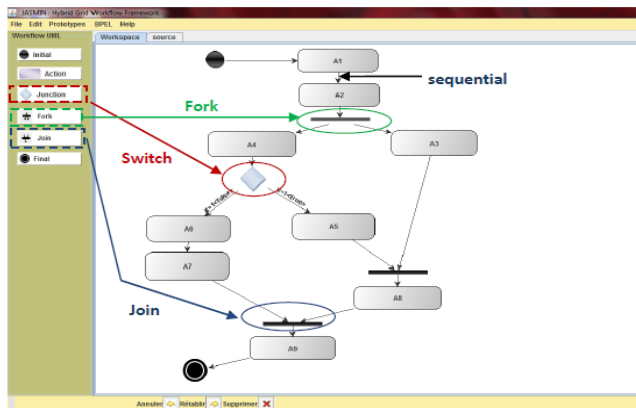 JASMIN : Hybrid Grid Workflow Framework
File Edit Prototypes BPEL Help
Workflow UML
Workspace source
Initial
Action
Junction
Fork
Join
Final
A1
sequential
A2
Fork
A4
A3
Switch
A6
A5
A7
A8
Join
A9
Annuler Rétablir Supprimer